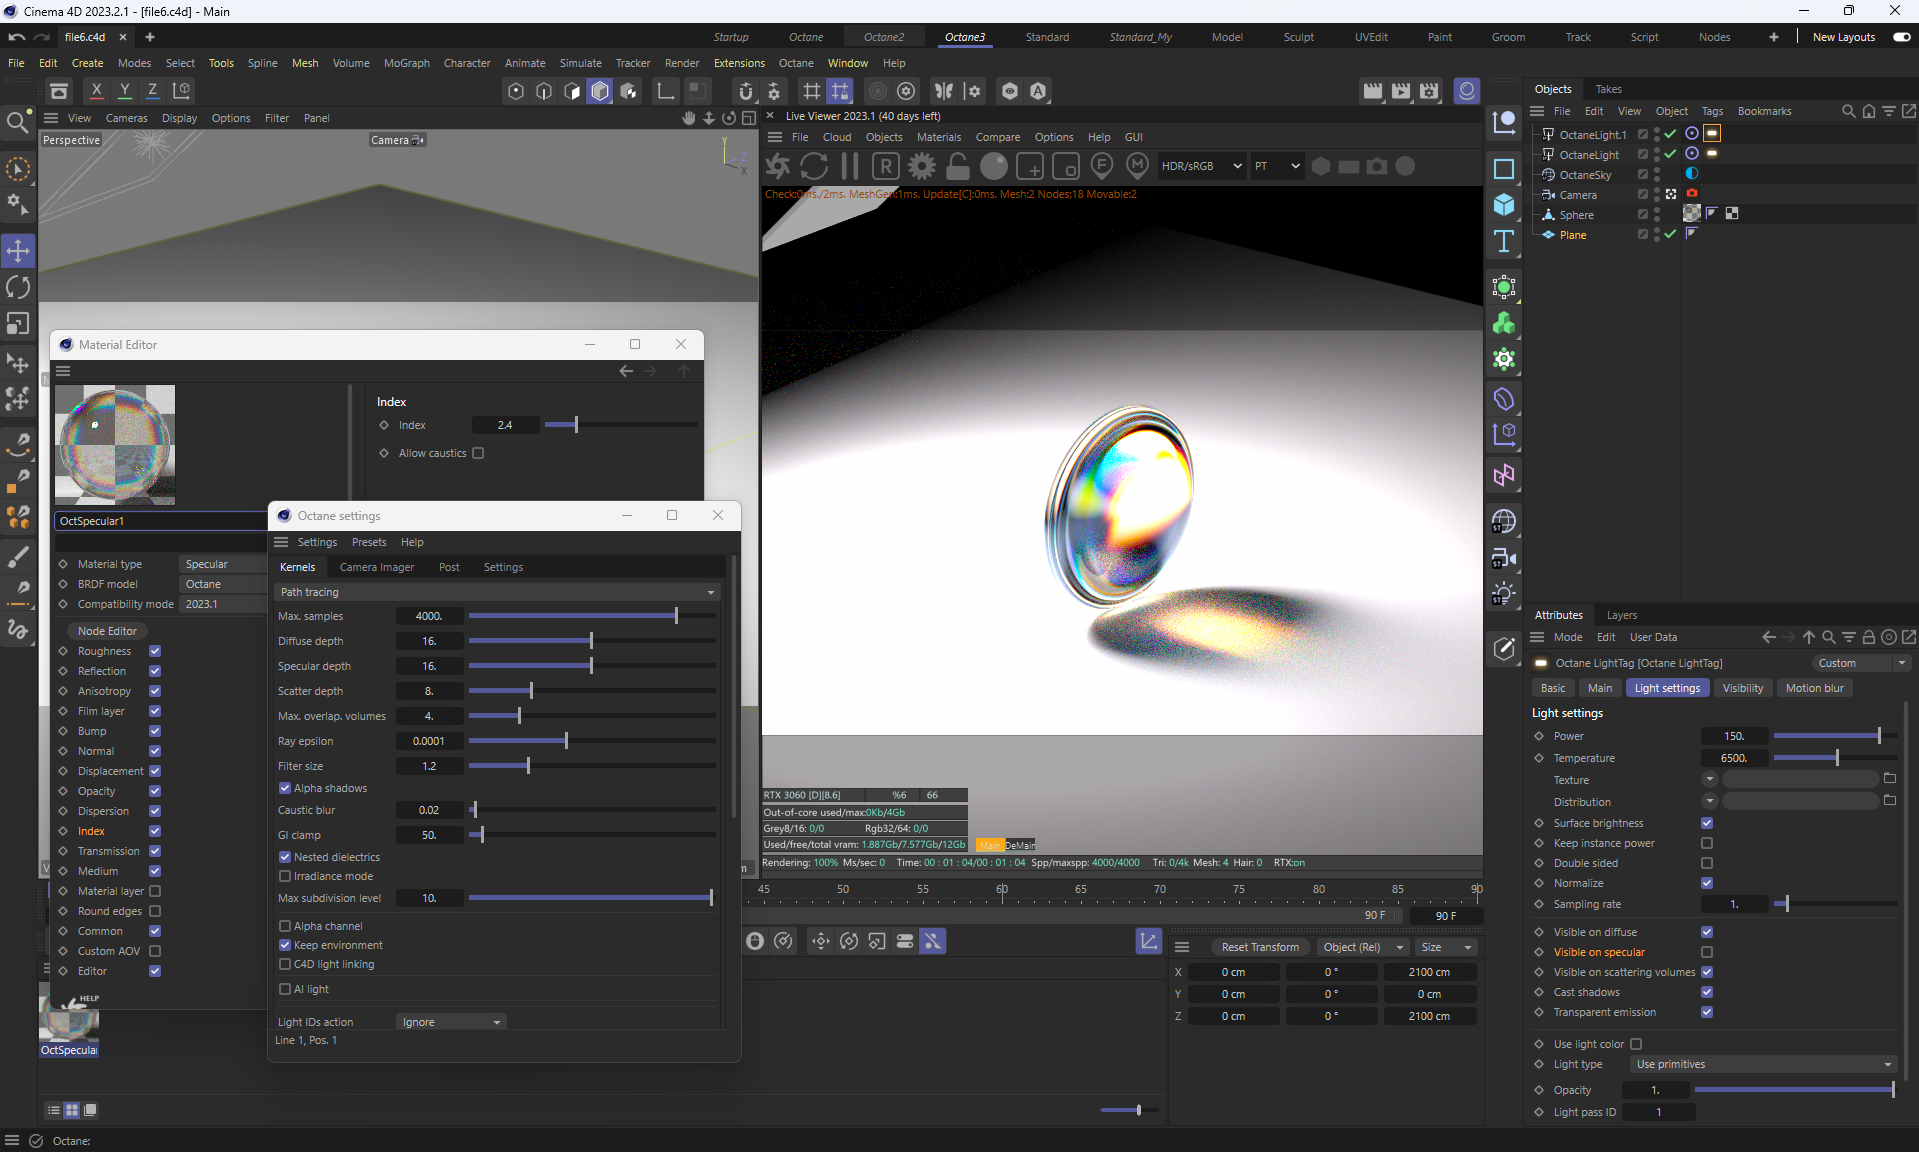 Cinema 4D 2023.2.1 - [file6.c4d] - Main
file6.c4d
Startup Octane Octane2 Octane3 Standard Standard_My Model Sculpt UVEdit Paint Groom Track Script Nodes New Layouts
File Edit Create Modes Select Tools Spline Mesh Volume MoGraph Character Animate Simulate Tracker Render Extensions Octane Window Help
X Y Z
View Cameras Display Options Filter Panel
Perspective
Camera
Y
Z
X
Live Viewer 2023.1 (40 days left)
File Cloud Objects Materials Compare Options Help GUI
R F M HDR/sRGB PT
Check:0ms./2ms. MeshGen:1ms. Update[C]:0ms. Mesh:2 Nodes:18 Movable:2
RTX 3060 [D][8.6] %6 66
Out-of-core used/max:0Kb/4Gb
Grey8/16: 0/0 Rgb32/64: 0/0
Used/free/total vram: 1.887Gb/7.577Gb/12Gb
Main DeMain
Rendering: 100% Ms/sec: 0 Time: 00 : 01 : 04/00 : 01 : 04 Spp/maxspp: 4000/4000 Tri: 0/4k Mesh: 4 Hair: 0 RTX:on
45 50 55 60 65 70 75 80 85 90
90 F 90 F
Reset Transform Object (Rel) Size
X 0 cm 0 ° 2100 cm
Y 0 cm 0 ° 0 cm
Z 0 cm 0 ° 2100 cm
Material Editor
Index
Index 2.4
Allow caustics
OctSpecular1
Material type Specular
BRDF model Octane
Compatibility mode 2023.1
Node Editor
Roughness
Reflection
Anisotropy
Film layer
Bump
Normal
Displacement
Opacity
Dispersion
Index
Transmission
Medium
Material layer
Round edges
Common
Custom AOV
Editor
HELP
OctSpecular
Octane settings
Settings Presets Help
Kernels Camera Imager Post Settings
Path tracing
Max. samples 4000.
Diffuse depth 16.
Specular depth 16.
Scatter depth 8.
Max. overlap. volumes 4.
Ray epsilon 0.0001
Filter size 1.2
Alpha shadows
Caustic blur 0.02
GI clamp 50.
Nested dielectrics
Irradiance mode
Max subdivision level 10.
Alpha channel
Keep environment
C4D light linking
AI light
Light IDs action Ignore
Line 1, Pos. 1
Objects Takes
File Edit View Object Tags Bookmarks
OctaneLight.1
OctaneLight
OctaneSky
Camera
Sphere
Plane
ST
ST
ST
Attributes Layers
Mode Edit User Data
Octane LightTag [Octane LightTag] Custom
Basic Main Light settings Visibility Motion blur
Light settings
Power 150.
Temperature 6500.
Texture
Distribution
Surface brightness
Keep instance power
Double sided
Normalize
Sampling rate 1.
Visible on diffuse
Visible on specular
Visible on scattering volumes
Cast shadows
Transparent emission
Use light color
Light type Use primitives
Opacity 1.
Light pass ID 1
Octane: